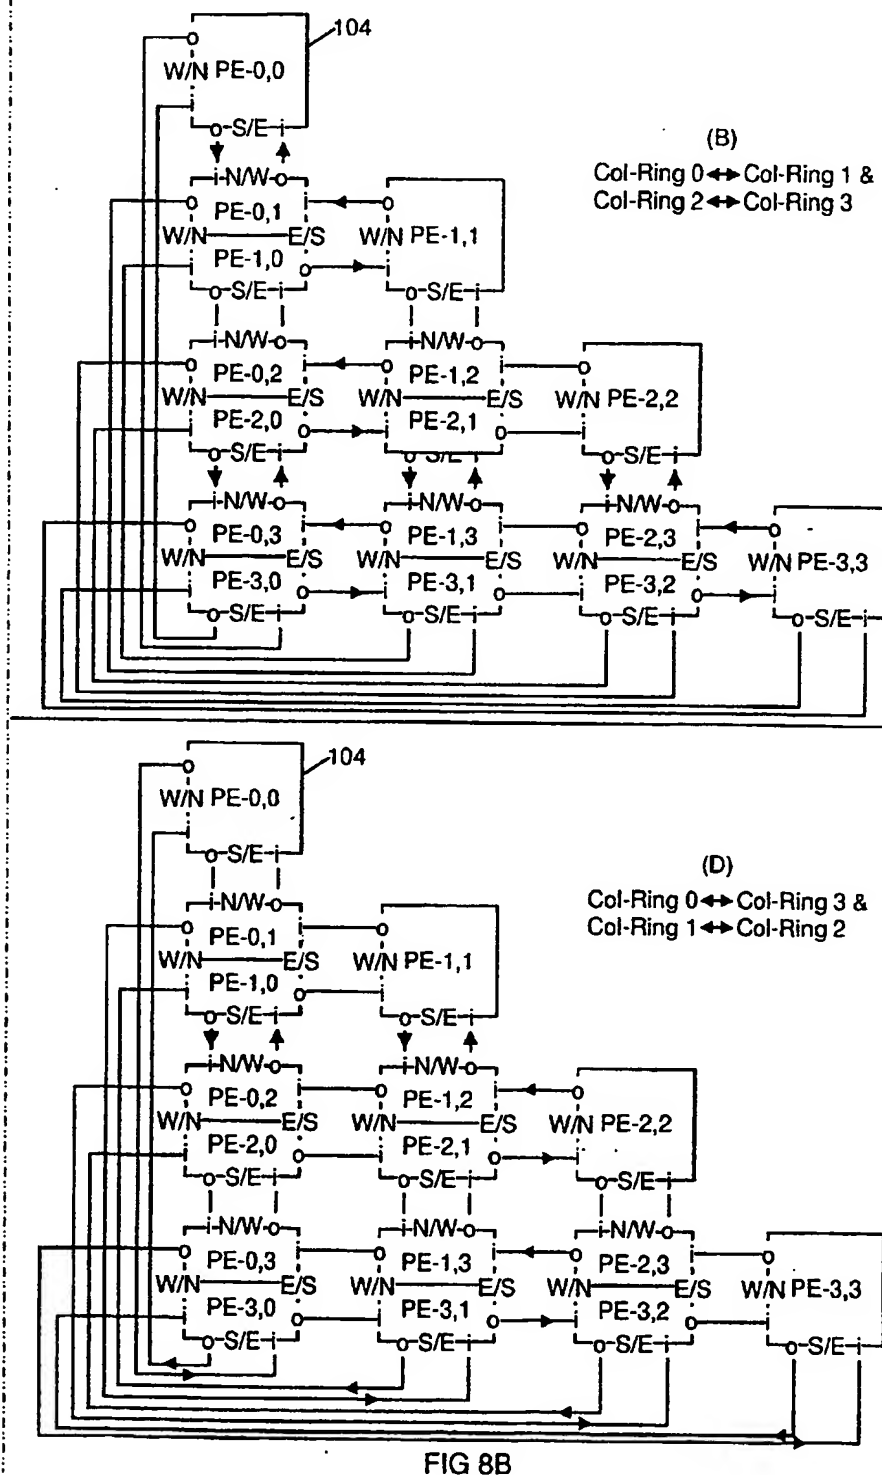 104
o
W/N PE-0,0
i
o-S/E-i
(B)
Col-Ring 0↔Col-Ring 1 &
Col-Ring 2↔Col-Ring 3
i-N/W-o
o PE-0,1 i o
W/N E/S W/N PE-1,1
i PE-1,0 o i
o-S/E-i o-S/E-i
i-N/W-o i-N/W-o
o PE-0,2 i o PE-1,2 i o
W/N E/S W/N E/S W/N PE-2,2
i PE-2,0 o i PE-2,1 o i
o-S/E-i o-S/E-i o-S/E-i
i-N/W-o i-N/W-o i-N/W-o
o PE-0,3 i o PE-1,3 i o PE-2,3 i o
W/N E/S W/N E/S W/N E/S W/N PE-3,3
i PE-3,0 o i PE-3,1 o i PE-3,2 o i
o-S/E-i o-S/E-i o-S/E-i o-S/E-i
104
o
W/N PE-0,0
i
o-S/E-i
(D)
Col-Ring 0↔Col-Ring 3 &
Col-Ring 1↔Col-Ring 2
i-N/W-o
o PE-0,1 i o
W/N E/S W/N PE-1,1
i PE-1,0 o i
o-S/E-i o-S/E-i
i-N/W-o i-N/W-o
o PE-0,2 i o PE-1,2 i o
W/N E/S W/N E/S W/N PE-2,2
i PE-2,0 o i PE-2,1 o i
o-S/E-i o-S/E-i o-S/E-i
i-N/W-o i-N/W-o i-N/W-o
o PE-0,3 i o PE-1,3 i o PE-2,3 i o
W/N E/S W/N E/S W/N E/S W/N PE-3,3
i PE-3,0 o i PE-3,1 o i PE-3,2 o i
o-S/E-i o-S/E-i o-S/E-i o-S/E-i
FIG 8B